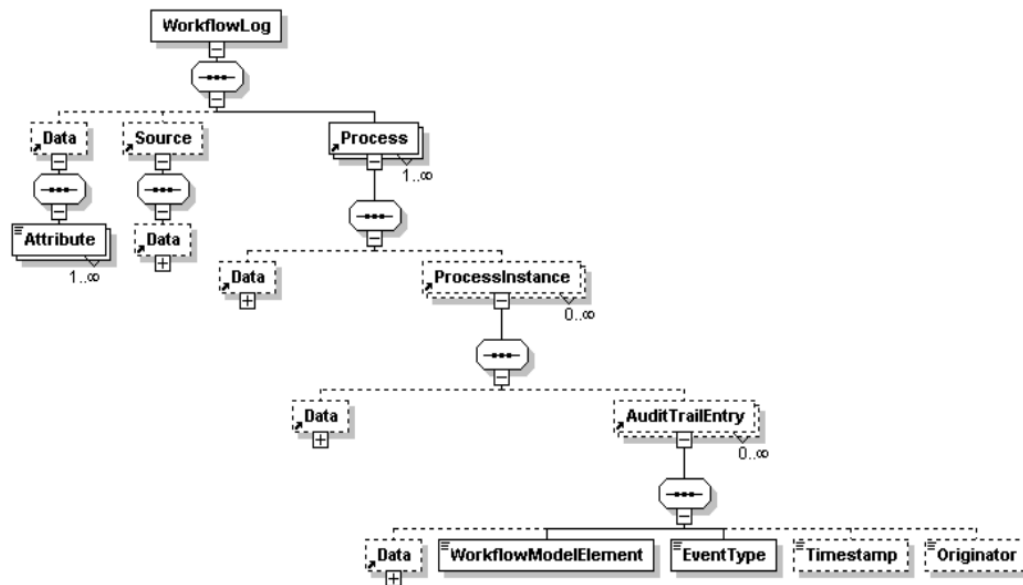 WorkflowLog
Data
Source
Process
1..∞
Attribute
1..∞
Data
Data
ProcessInstance
0..∞
Data
AuditTrailEntry
0..∞
Data
WorkflowModelElement
EventType
Timestamp
Originator